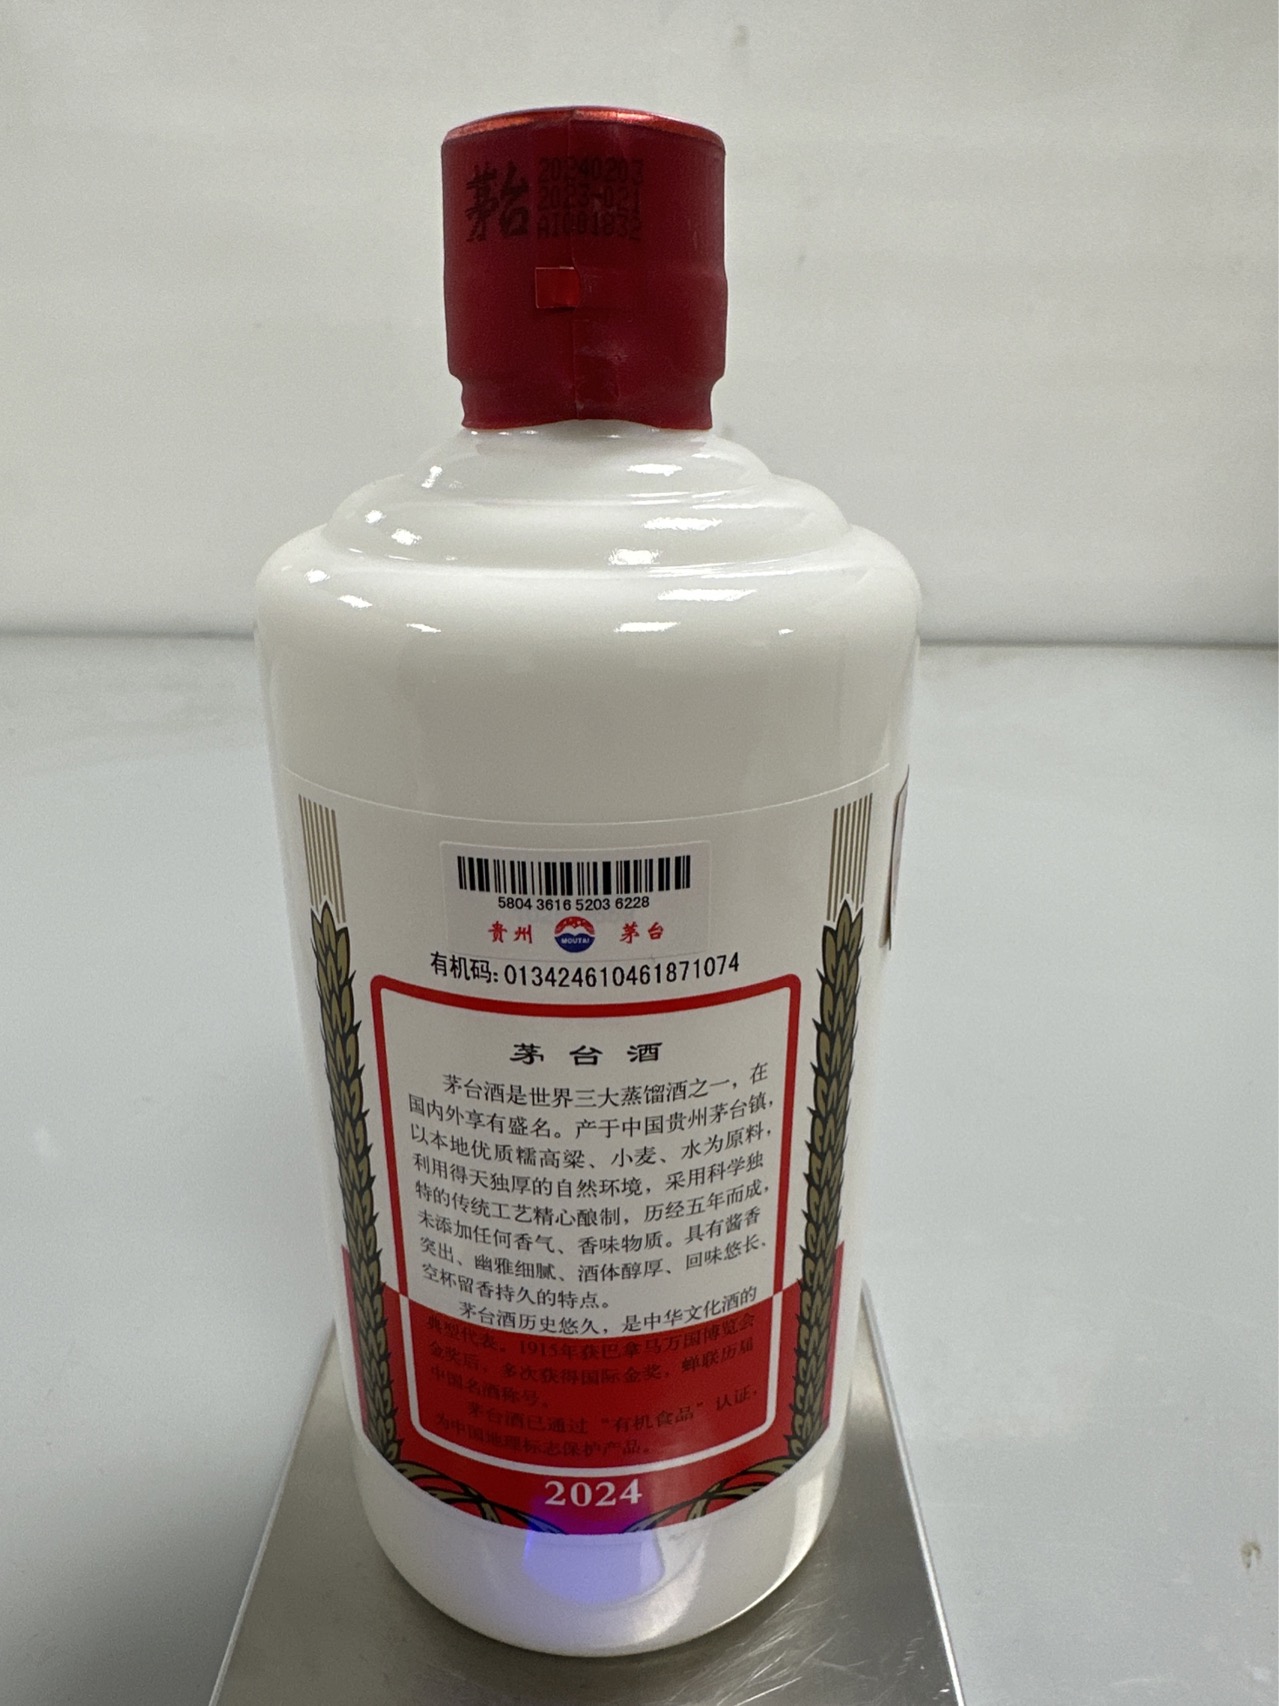 茅台
20240203
2023-021
AI081832
5804 3616 5203 6228
贵州 MOUTAI 茅台
有机码:013424610461871074
茅台酒
茅台酒是世界三大蒸馏酒之一，在
国内外享有盛名。产于中国贵州茅台镇，
以本地优质糯高粱、小麦、水为原料，
利用得天独厚的自然环境，采用科学独
特的传统工艺精心酿制，历经五年而成，
未添加任何香气、香味物质。具有酱香
突出、幽雅细腻、酒体醇厚、回味悠长、
空杯留香持久的特点。
茅台酒历史悠久，是中华文化酒的
典型代表。1915年获巴拿马万国博览会
金奖后，多次获得国际金奖，蝉联历届
中国名酒称号。
茅台酒已通过“有机食品”认证，
为中国地理标志保护产品。
2024